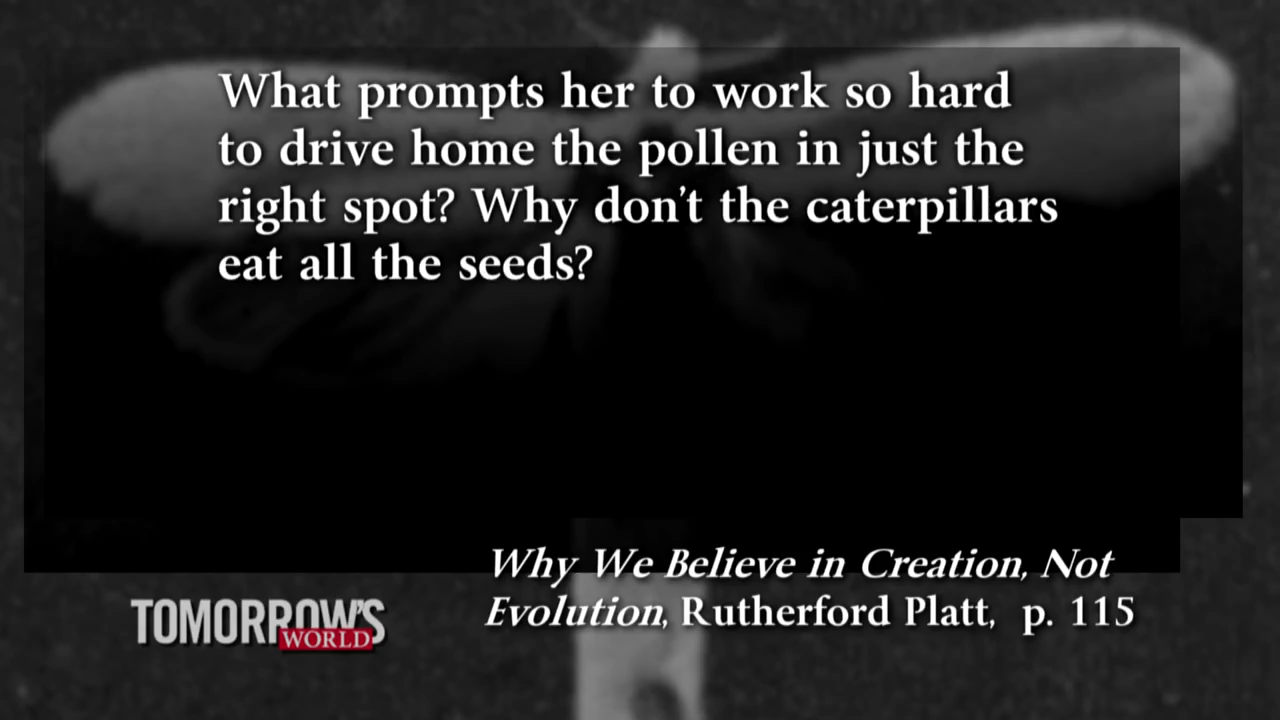 What prompts her to work so hard
to drive home the pollen in just the
right spot? Why don't the caterpillars
eat all the seeds?
Why We Believe in Creation, Not
Evolution, Rutherford Platt, p. 115
TOMORROW'S
WORLD